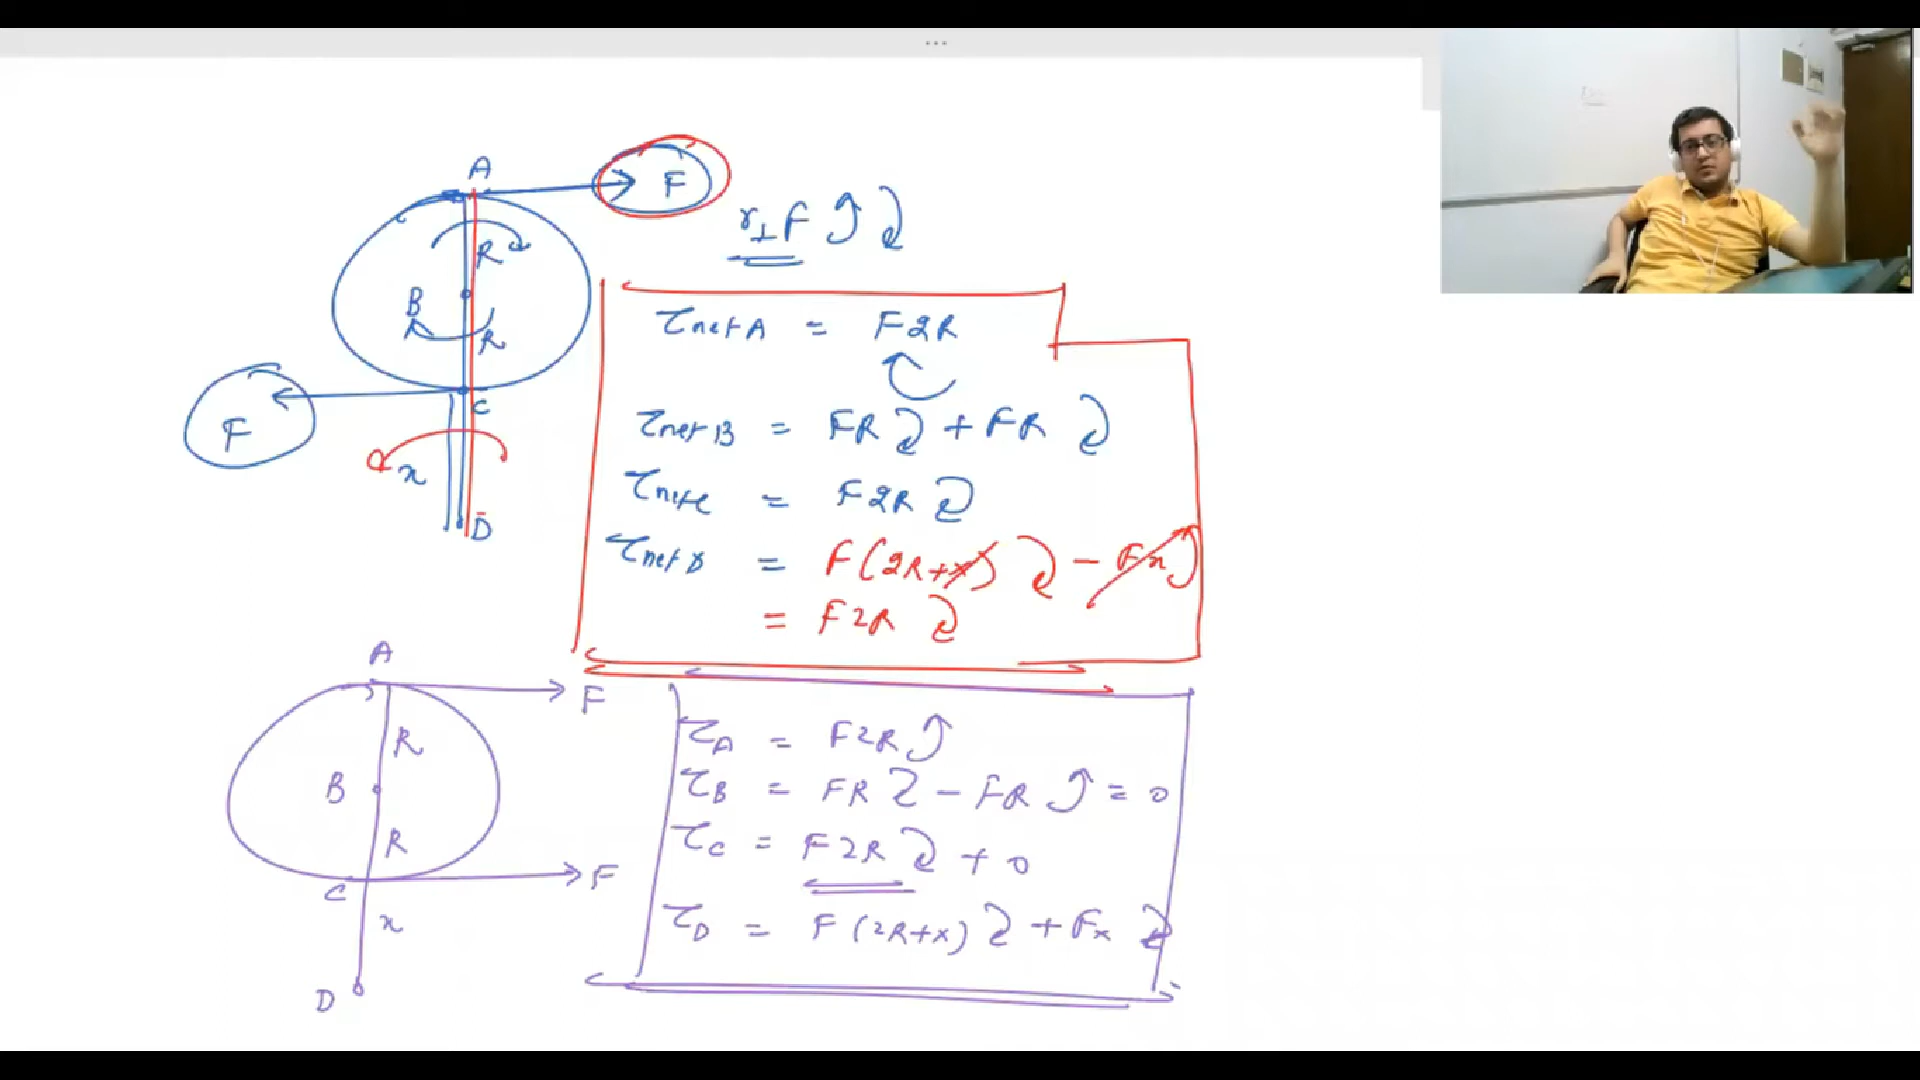 ...
A
F
r⊥F
R
B
R
τnet A = F2R
F
C
τnet B = FR + FR
x
τnet C = F2R
D
τnet D = F(2R+x) - Fx
= F2R
A
F
R
B
R
C
F
x
D
τA = F2R
τB = FR - FR = 0
τC = F2R + 0
τD = F(2R+x) + Fx